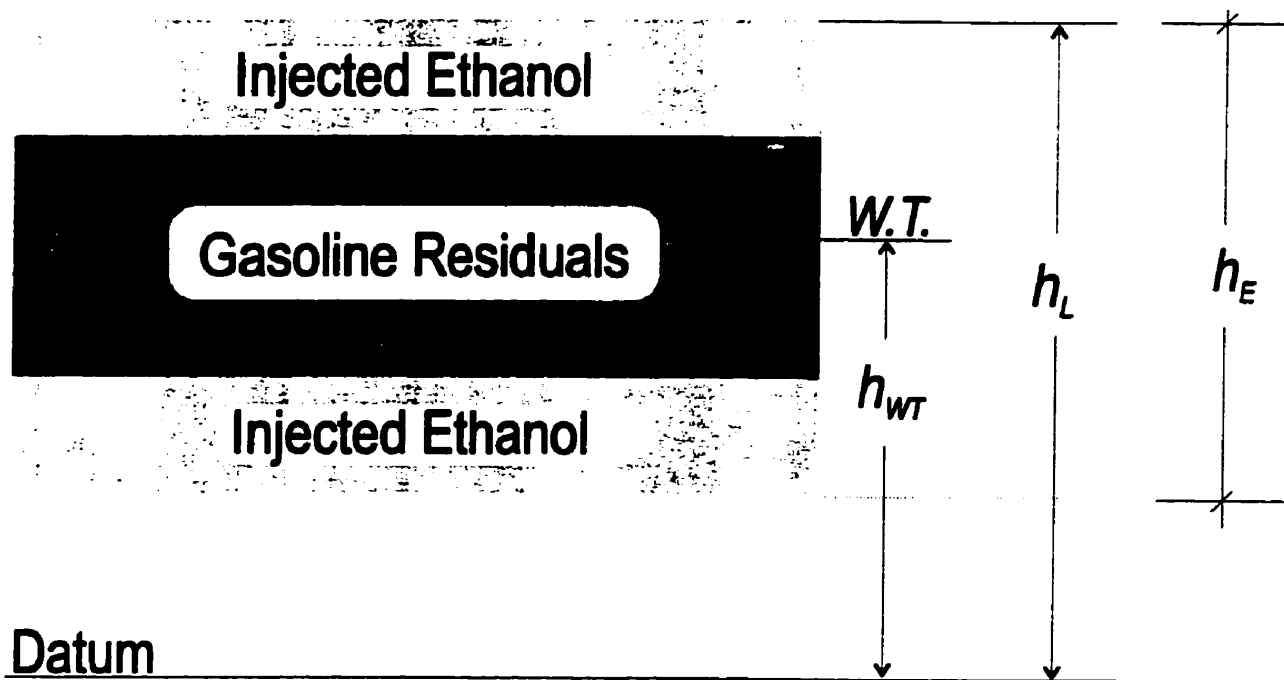 Injected Ethanol
W.T.
Gasoline Residuals
h_L
h_E
h_WT
Injected Ethanol
Datum